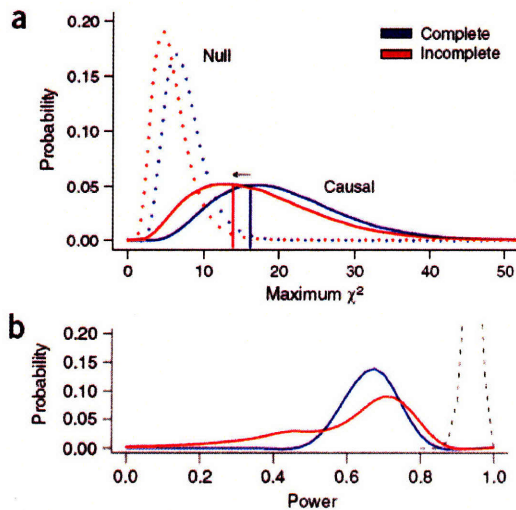 a
Complete
Incomplete
Null
Causal
Probability
0.20
0.15
0.10
0.05
0.00
0 10 20 30 40 50
Maximum χ²
b
Probability
0.20
0.15
0.10
0.05
0.00
0.0 0.2 0.4 0.6 0.8 1.0
Power